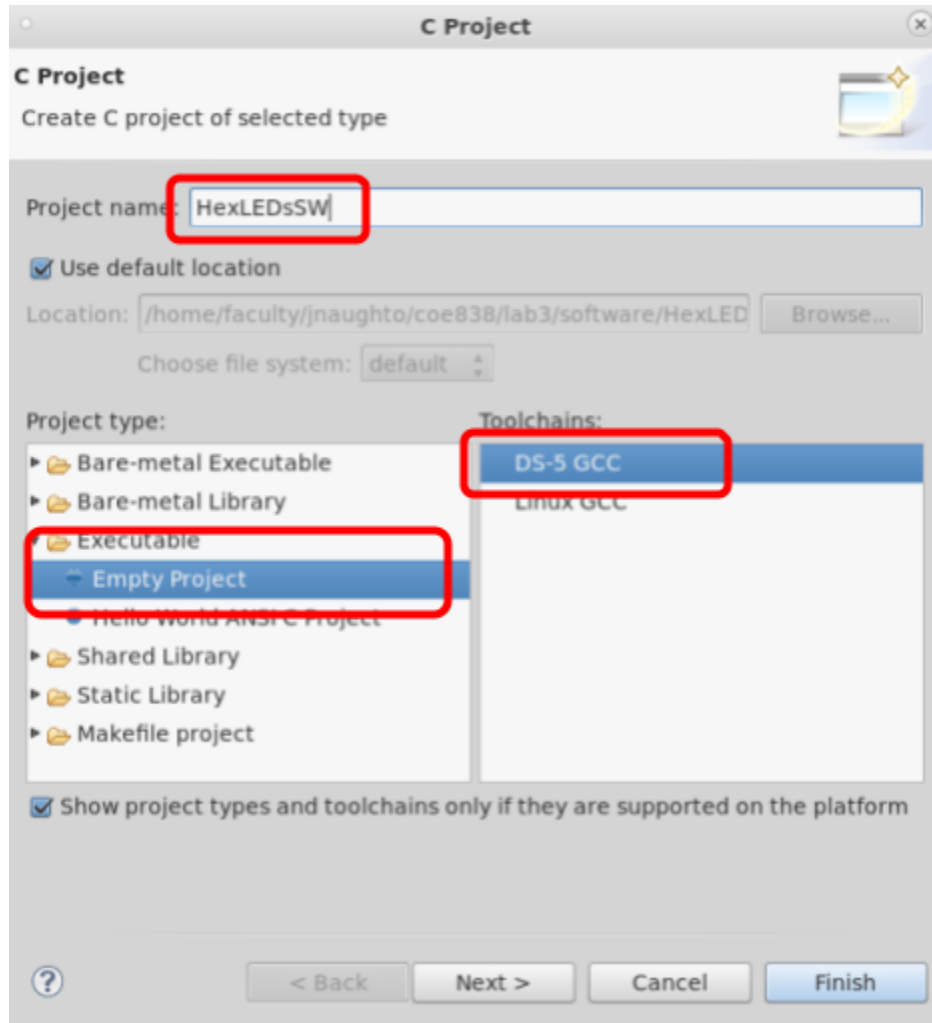 C Project
C Project
Create C project of selected type
Project name: HexLEDsSW
Use default location
Location: /home/faculty/jnaughto/coe838/lab3/software/HexLED Browse...
Choose file system: default
Project type: Toolchains:
Bare-metal Executable DS-5 GCC
Bare-metal Library Linux GCC
Executable
Empty Project
Hello World ANSI C Project
Shared Library
Static Library
Makefile project
Show project types and toolchains only if they are supported on the platform
? < Back Next > Cancel Finish